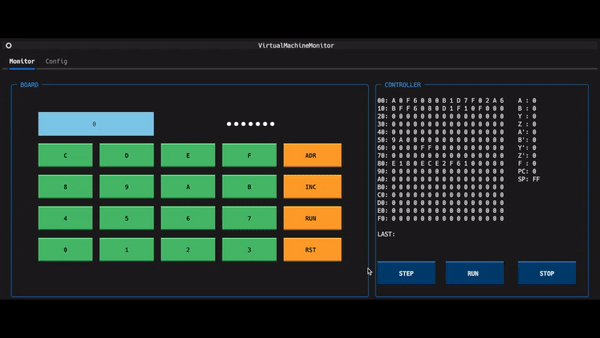 VirtualMachineMonitor
Monitor Config
BOARD
0
C D E F ADR
8 9 A B INC
4 5 6 7 RUN
0 1 2 3 RST
CONTROLLER
00: A 0 F 6 0 8 0 B 1 D 7 F 0 2 A 6
10: B F F 6 0 8 0 D 1 F 1 0 F 0 0 0
20: 0 0 0 0 0 0 0 0 0 0 0 0 0 0 0 0
30: 0 0 0 0 0 0 0 0 0 0 0 0 0 0 0 0
40: 0 0 0 0 0 0 0 0 0 0 0 0 0 0 0 0
50: 9 A 0 0 0 0 0 0 0 0 0 0 0 0 0 0
60: 0 0 0 0 F F 0 0 0 0 0 0 0 0 0 0
70: 0 0 0 0 0 0 0 0 0 0 0 0 0 0 0 0
80: E 1 8 0 E C E 2 F 6 1 0 0 0 0 0
90: 0 0 0 0 0 0 0 0 0 0 0 0 0 0 0 0
A0: 0 0 0 0 0 0 0 0 0 0 0 0 0 0 0 0
B0: 0 0 0 0 0 0 0 0 0 0 0 0 0 0 0 0
C0: 0 0 0 0 0 0 0 0 0 0 0 0 0 0 0 0
D0: 0 0 0 0 0 0 0 0 0 0 0 0 0 0 0 0
E0: 0 0 0 0 0 0 0 0 0 0 0 0 0 0 0 0
F0: 0 0 0 0 0 0 0 0 0 0 0 0 0 0 0 0
A : 0
B : 0
Y : 0
Z : 0
A': 0
B': 0
Y': 0
Z': 0
F : 0
PC: 0
SP: FF
LAST:
STEP RUN STOP